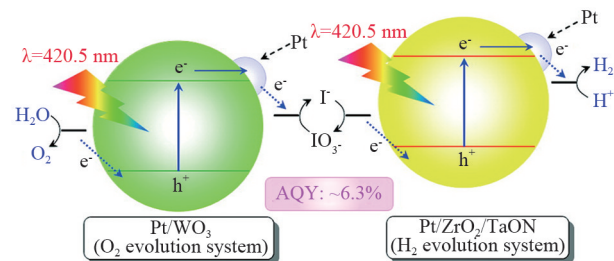 λ=420.5 nm
e⁻
Pt
e⁻
H₂O
O₂
e⁻
h⁺
I⁻
IO₃⁻
λ=420.5 nm
e⁻
Pt
e⁻
H₂
H⁺
e⁻
h⁺
AQY: ~6.3%
Pt/WO₃
(O₂ evolution system)
Pt/ZrO₂/TaON
(H₂ evolution system)